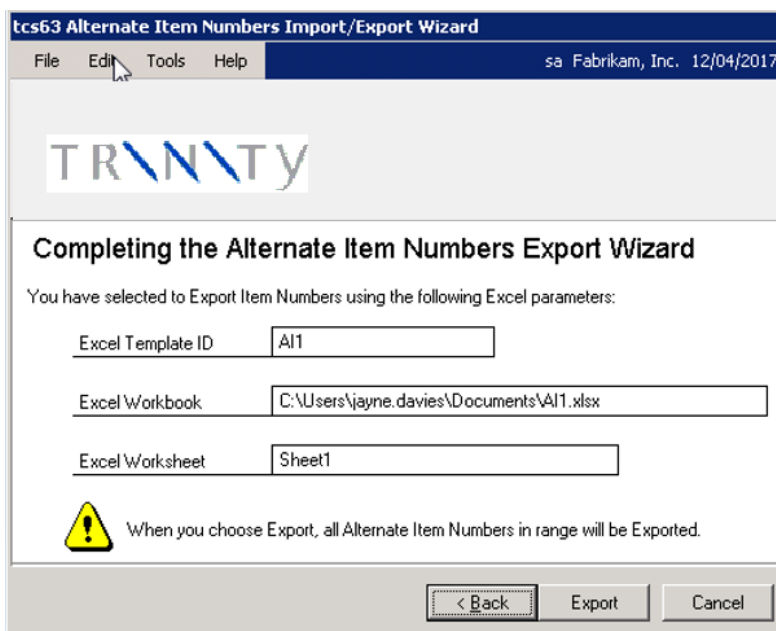 tcs63 Alternate Item Numbers Import/Export Wizard
File Edit Tools Help sa Fabrikam, Inc. 12/04/2017
TRINITY
Completing the Alternate Item Numbers Export Wizard
You have selected to Export Item Numbers using the following Excel parameters:
Excel Template ID AI1
Excel Workbook C:\Users\jayne.davies\Documents\AI1.xlsx
Excel Worksheet Sheet1
When you choose Export, all Alternate Item Numbers in range will be Exported.
< Back Export Cancel